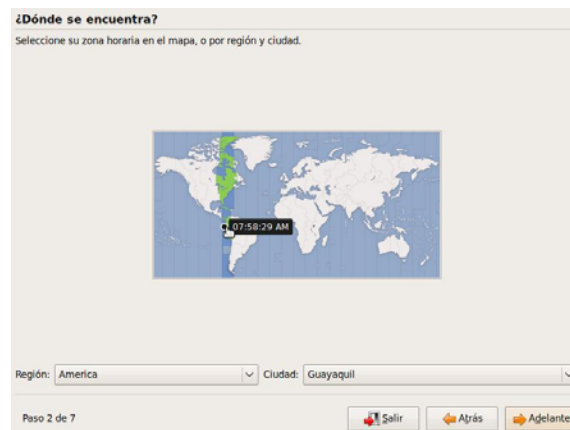 ¿Dónde se encuentra?
Seleccione su zona horaria en el mapa, o por región y ciudad.
07:58:29 AM
Región: America Ciudad: Guayaquil
Paso 2 de 7 Salir Atrás Adelante